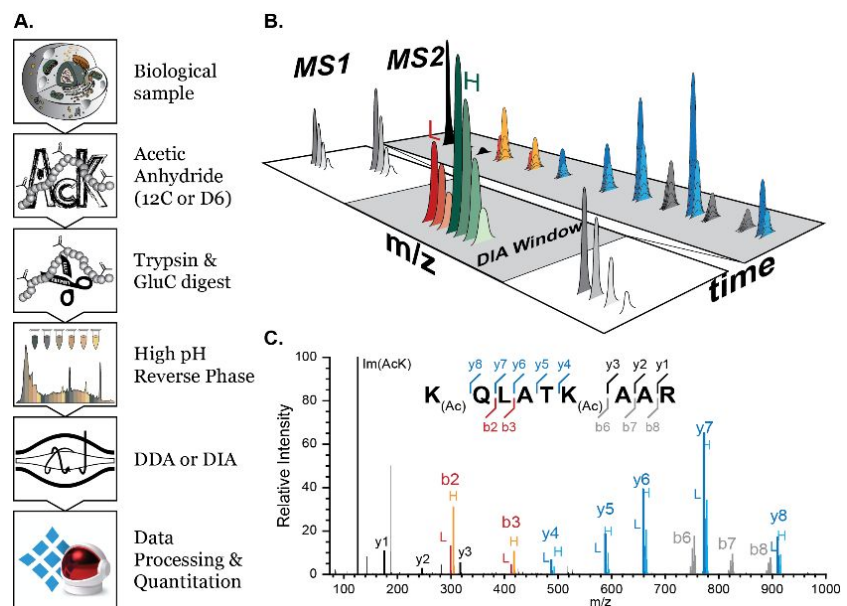 A.
Biological
sample
AcK
Acetic
Anhydride
(12C or D6)
Trypsin &
GluC digest
High pH
Reverse Phase
DDA or DIA
Data
Processing &
Quantitation
B.
MS1 MS2
L H
DIA Window
m/z
time
C.
100
80
60
40
20
0
Relative Intensity
Im(AcK)
y8 y7 y6 y5 y4 y3 y2 y1
K(Ac) Q L A T K(Ac) A A R
b2 b3 b6 b7 b8
y1
y2
y3
b2
L H
b3
L H
y4
L H
y5
L H
y6
L H
b6
y7
L H
b7
b8
y8
L H
100 200 300 400 500 600 700 800 900 1000
m/z